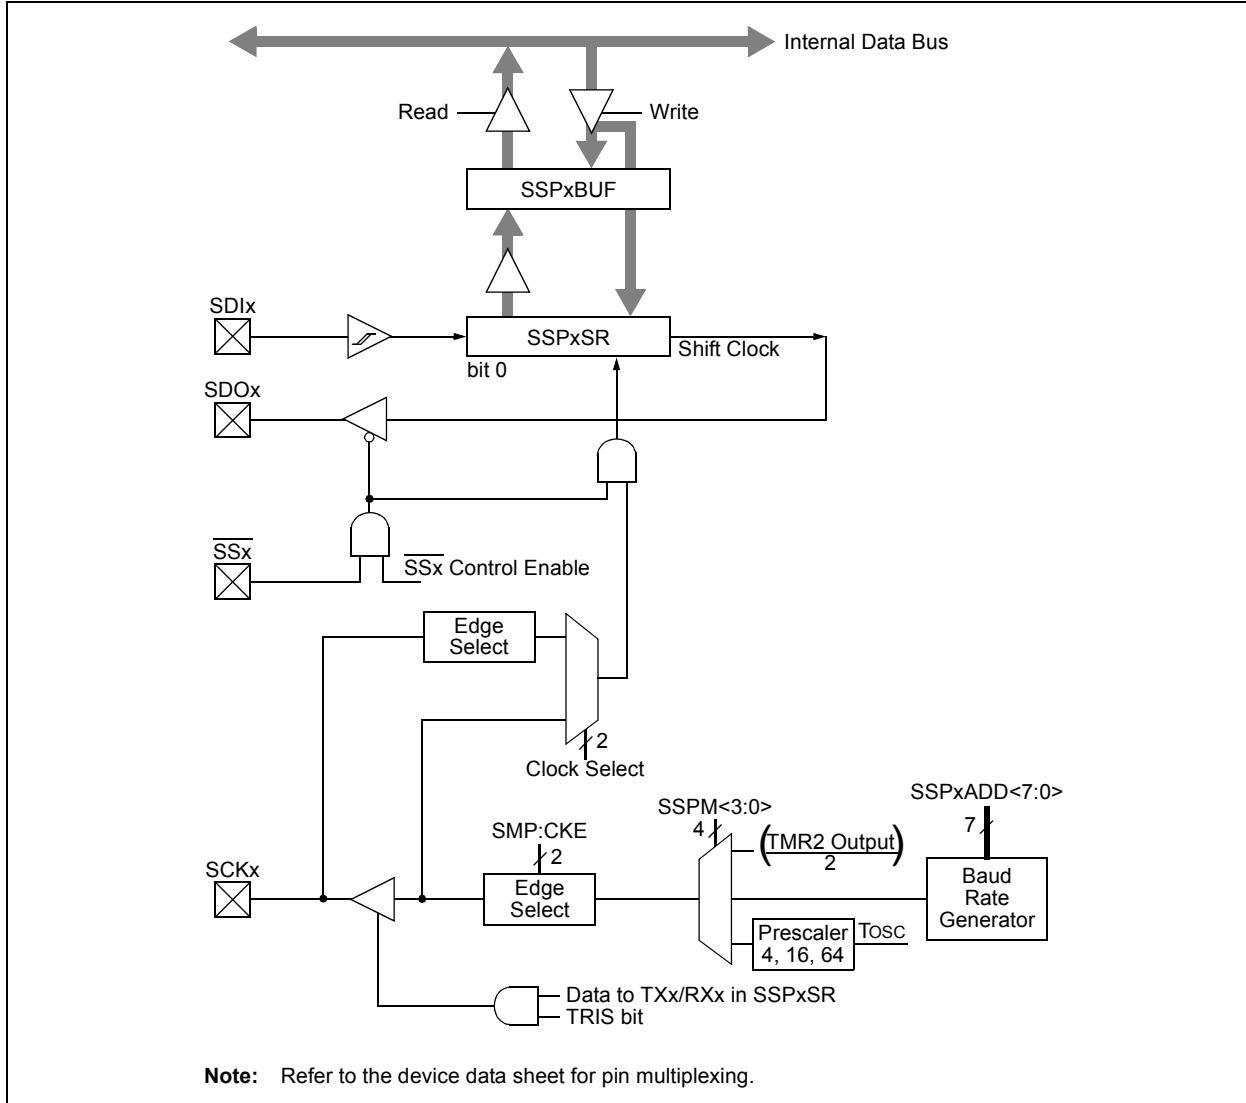 Internal Data Bus
Read
Write
SSPxBUF
SDIx
SSPxSR
Shift Clock
bit 0
SDOx
SSx
SSx Control Enable
Edge
Select
2
Clock Select
SSPxADD<7:0>
7
SSPM<3:0>
4
(TMR2 Output)
2
SMP:CKE
2
SCKx
Edge
Select
Baud
Rate
Generator
Prescaler
4, 16, 64
TOSC
Data to TXx/RXx in SSPxSR
TRIS bit
Note: Refer to the device data sheet for pin multiplexing.